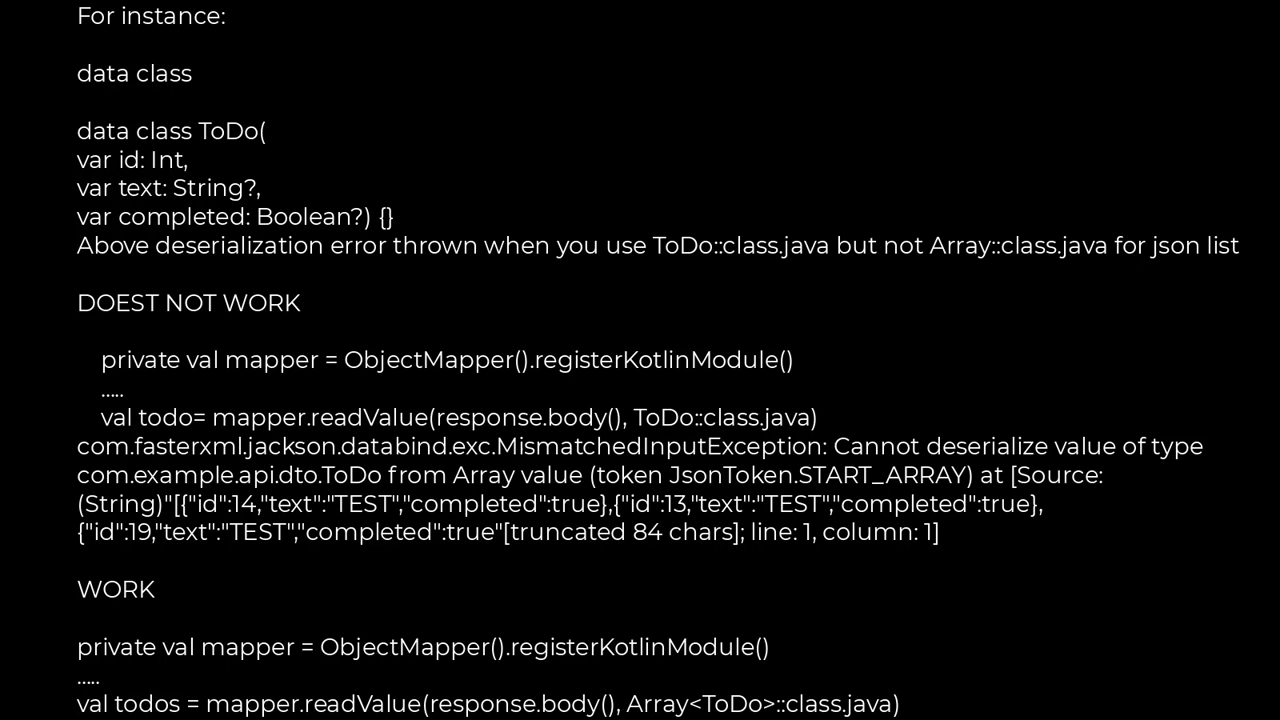 For instance:
data class
data class ToDo(
var id: Int,
var text: String?,
var completed: Boolean?) {}
Above deserialization error thrown when you use ToDo::class.java but not Array::class.java for json list
DOEST NOT WORK
private val mapper = ObjectMapper().registerKotlinModule()
.....
val todo= mapper.readValue(response.body(), ToDo::class.java)
com.fasterxml.jackson.databind.exc.MismatchedInputException: Cannot deserialize value of type
com.example.api.dto.ToDo from Array value (token JsonToken.START_ARRAY) at [Source:
(String)"[{"id":14,"text":"TEST","completed":true},{"id":13,"text":"TEST","completed":true},
{"id":19,"text":"TEST","completed":true"[truncated 84 chars]; line: 1, column: 1]
WORK
private val mapper = ObjectMapper().registerKotlinModule()
.....
val todos = mapper.readValue(response.body(), Array<ToDo>::class.java)